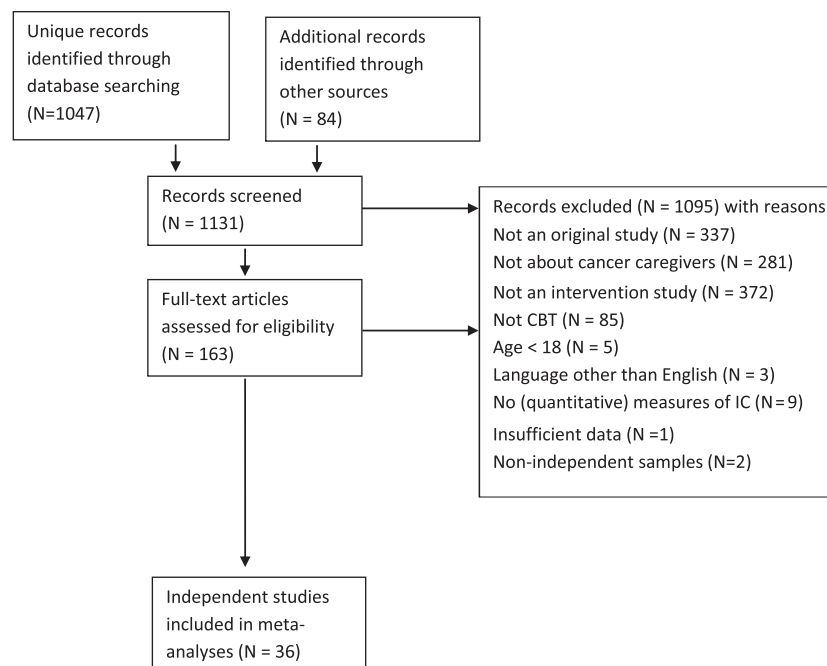 Unique records
identified through
database searching
(N=1047)
Additional records
identified through
other sources
(N = 84)
Records screened
(N = 1131)
Records excluded (N = 1095) with reasons
Not an original study (N = 337)
Not about cancer caregivers (N = 281)
Not an intervention study (N = 372)
Not CBT (N = 85)
Age < 18 (N = 5)
Language other than English (N = 3)
No (quantitative) measures of IC (N=9)
Insufficient data (N =1)
Non-independent samples (N=2)
Full-text articles
assessed for eligibility
(N = 163)
Independent studies
included in meta-
analyses (N = 36)